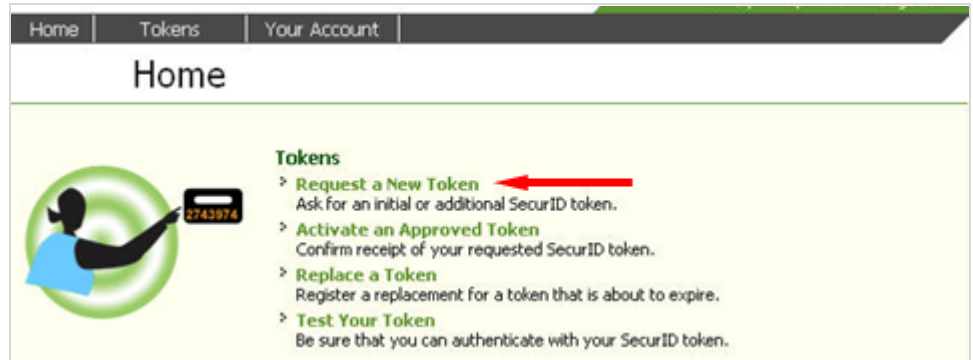 Home Tokens Your Account
Home
Tokens
Request a New Token
Ask for an initial or additional SecurID token.
Activate an Approved Token
Confirm receipt of your requested SecurID token.
Replace a Token
Register a replacement for a token that is about to expire.
Test Your Token
Be sure that you can authenticate with your SecurID token.
2743974